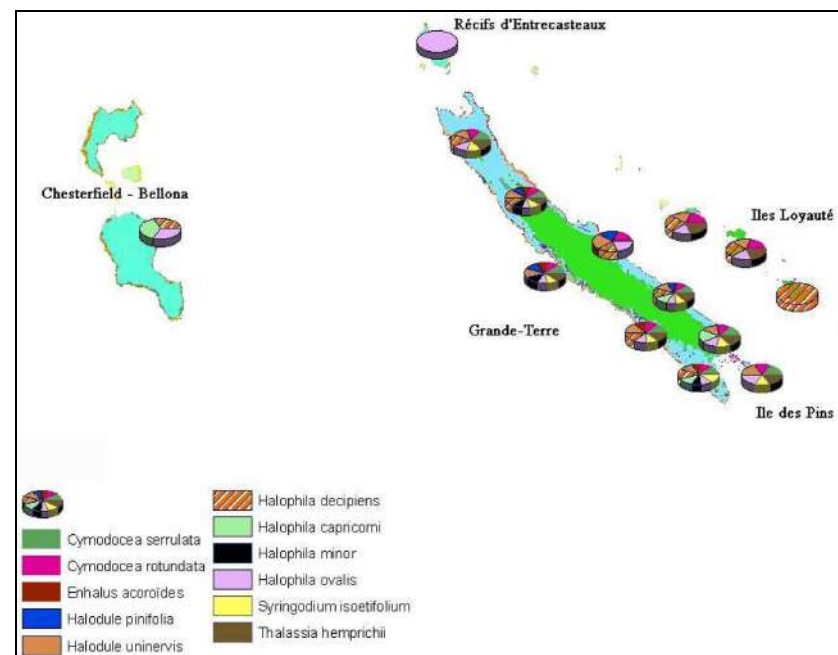 Récifs d'Entrecasteaux
Chesterfield - Bellona
Iles Loyauté
Grande-Terre
Ile des Pins
Cymodocea serrulata
Cymodocea rotundata
Enhalus acoroïdes
Halodule pinifolia
Halodule uninervis
Halophila decipiens
Halophila capricorni
Halophila minor
Halophila ovalis
Syringodium isoetifolium
Thalassia hemprichii